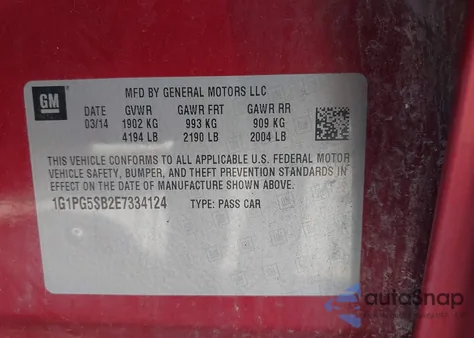 GM
MFD BY GENERAL MOTORS LLC
DATE GVWR GAWR FRT GAWR RR
03/14 1902 KG 993 KG 909 KG
4194 LB 2190 LB 2004 LB
THIS VEHICLE CONFORMS TO ALL APPLICABLE U.S. FEDERAL MOTOR
VEHICLE SAFETY, BUMPER, AND THEFT PREVENTION STANDARDS IN
EFFECT ON THE DATE OF MANUFACTURE SHOWN ABOVE.
1G1PG5SB2E7334124 TYPE: PASS CAR
autoSnap